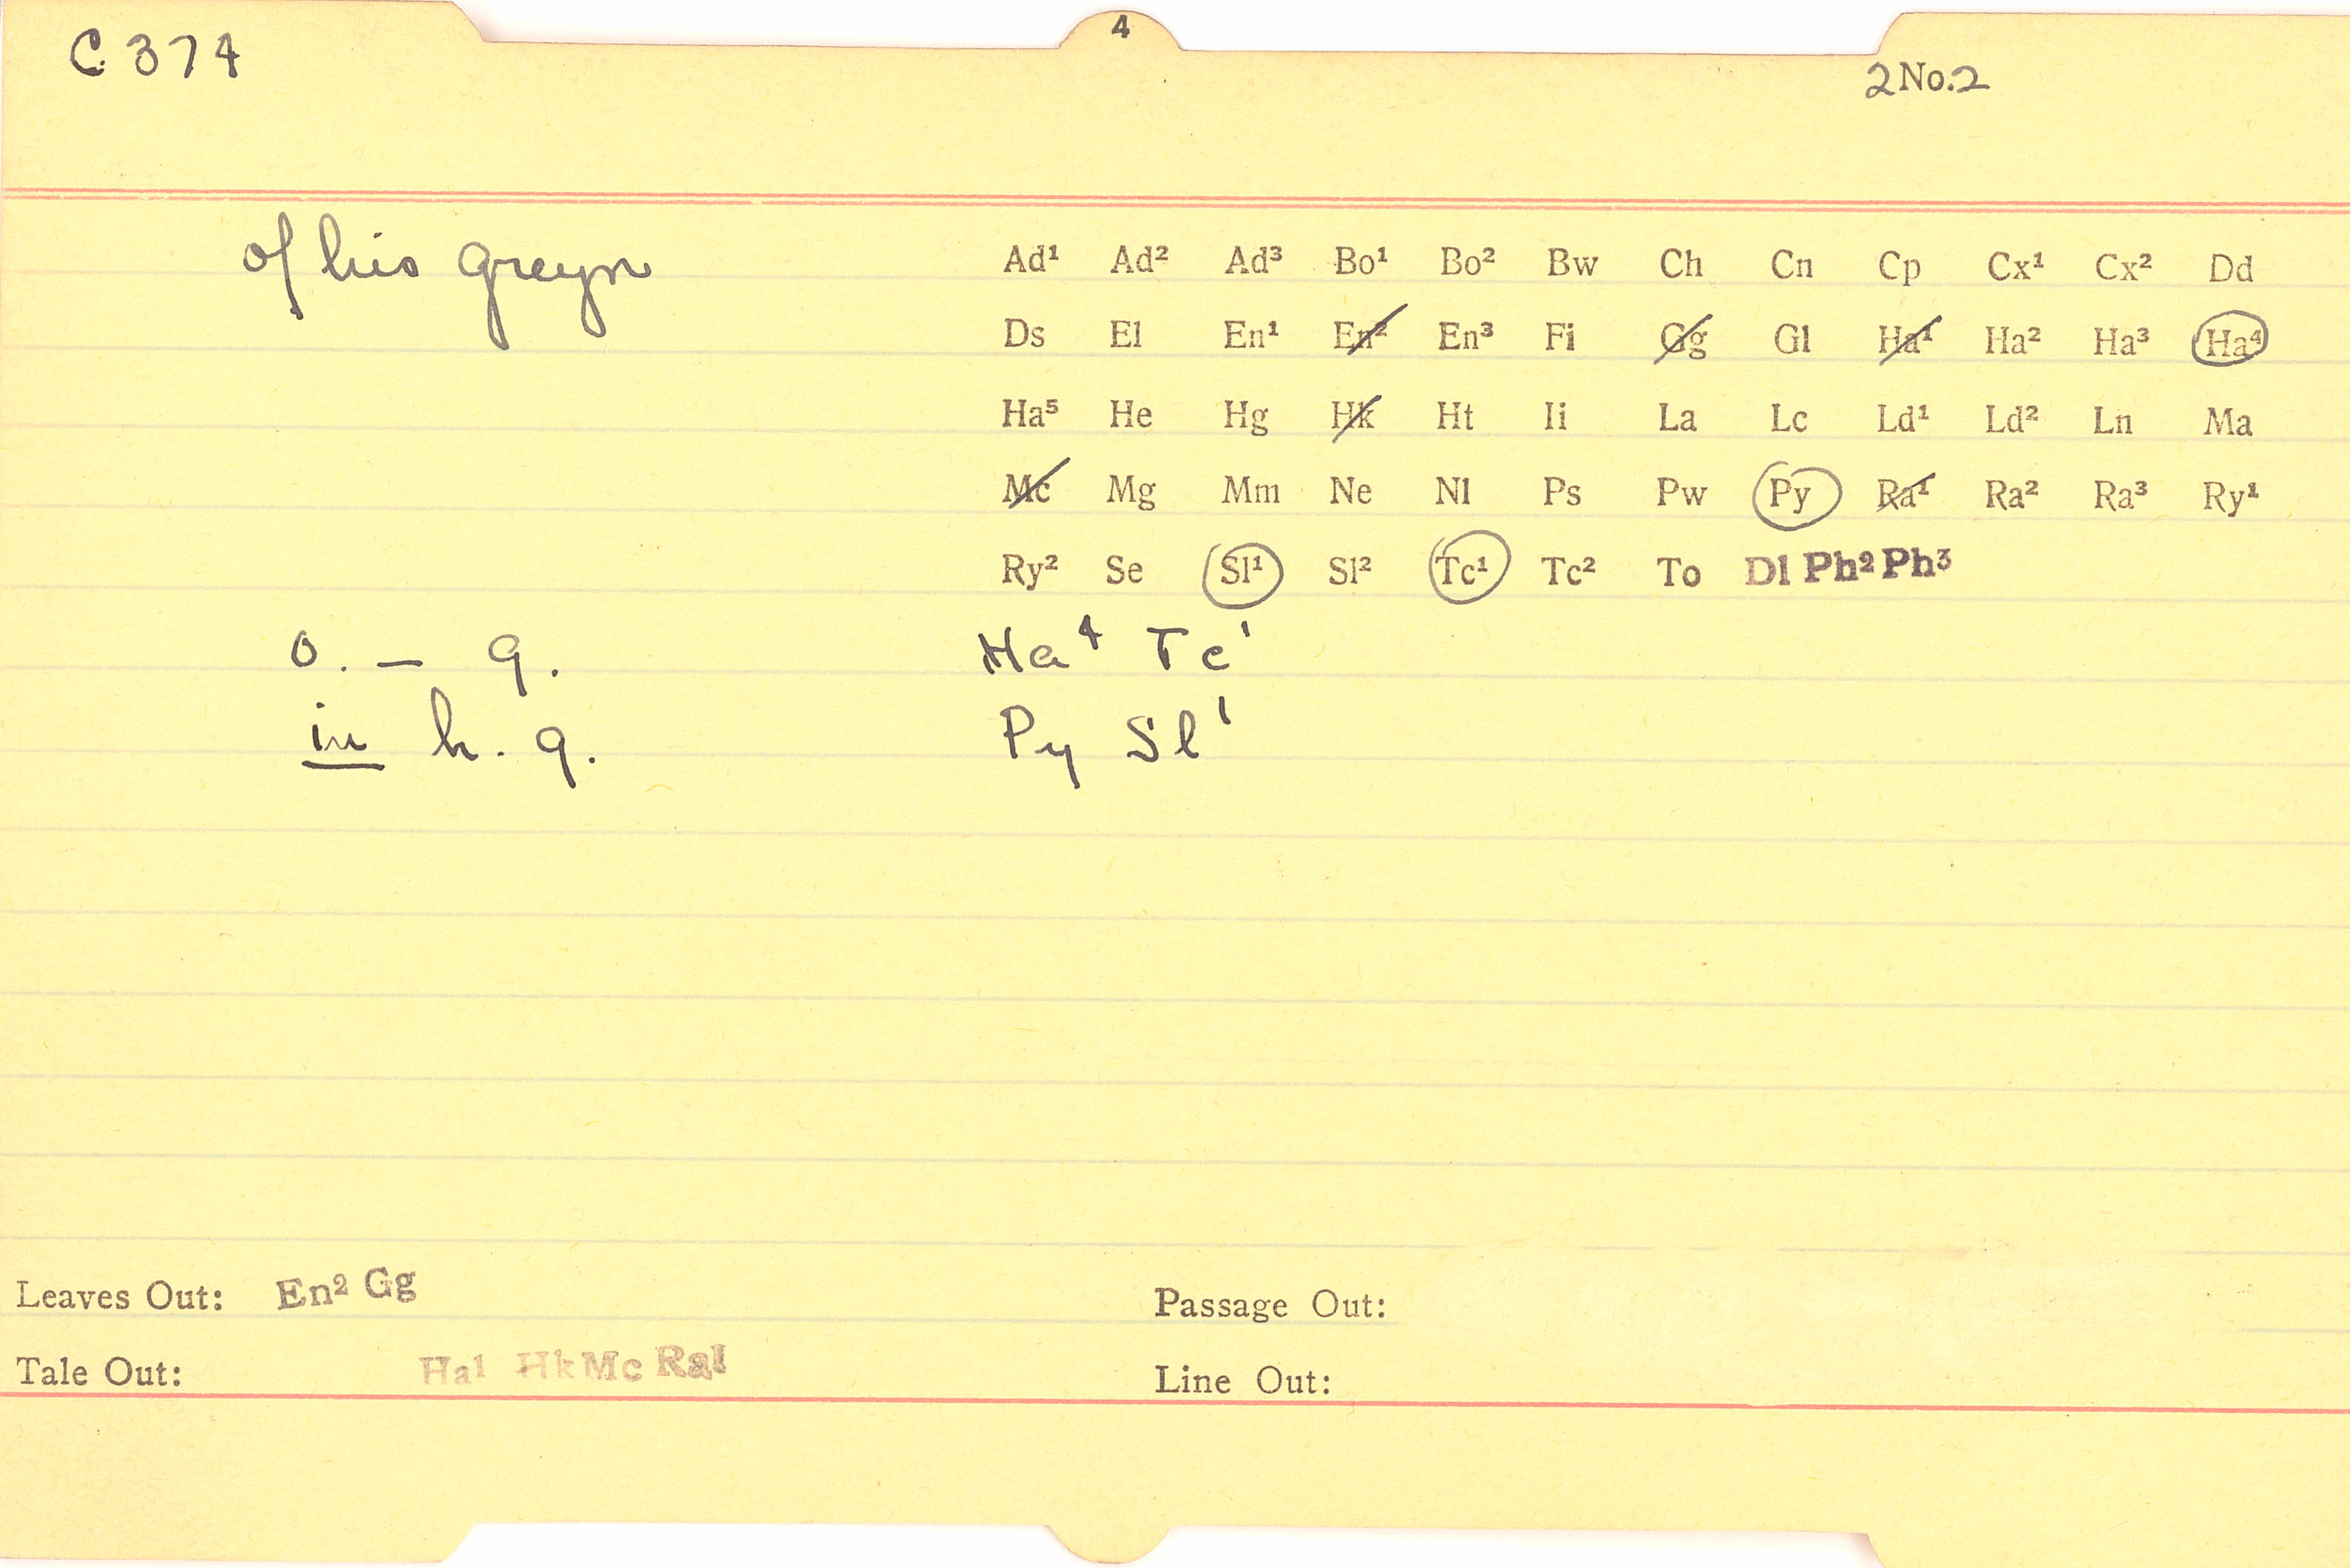 4
C 374
2No.2
of his greyn
Ad¹ Ad² Ad³ Bo¹ Bo² Bw Ch Cn Cp Cx¹ Cx² Dd
Ds El En¹ En² En³ Fi Gg Gl Ha¹ Ha² Ha³ Ha⁴
Ha⁵ He Hg Hk Ht Ii La Lc Ld¹ Ld² Ln Ma
Mc Mg Mm Ne Nl Ps Pw Py Ra¹ Ra² Ra³ Ry¹
Ry² Se Sl¹ Sl² Tc¹ Tc² To Dl Ph² Ph³
o. — g. Ha⁴ Tc¹
in h. g. Py Sl¹
Leaves Out: En² Gg
Passage Out:
Tale Out: Ha¹ Hk Mc Ra¹
Line Out: